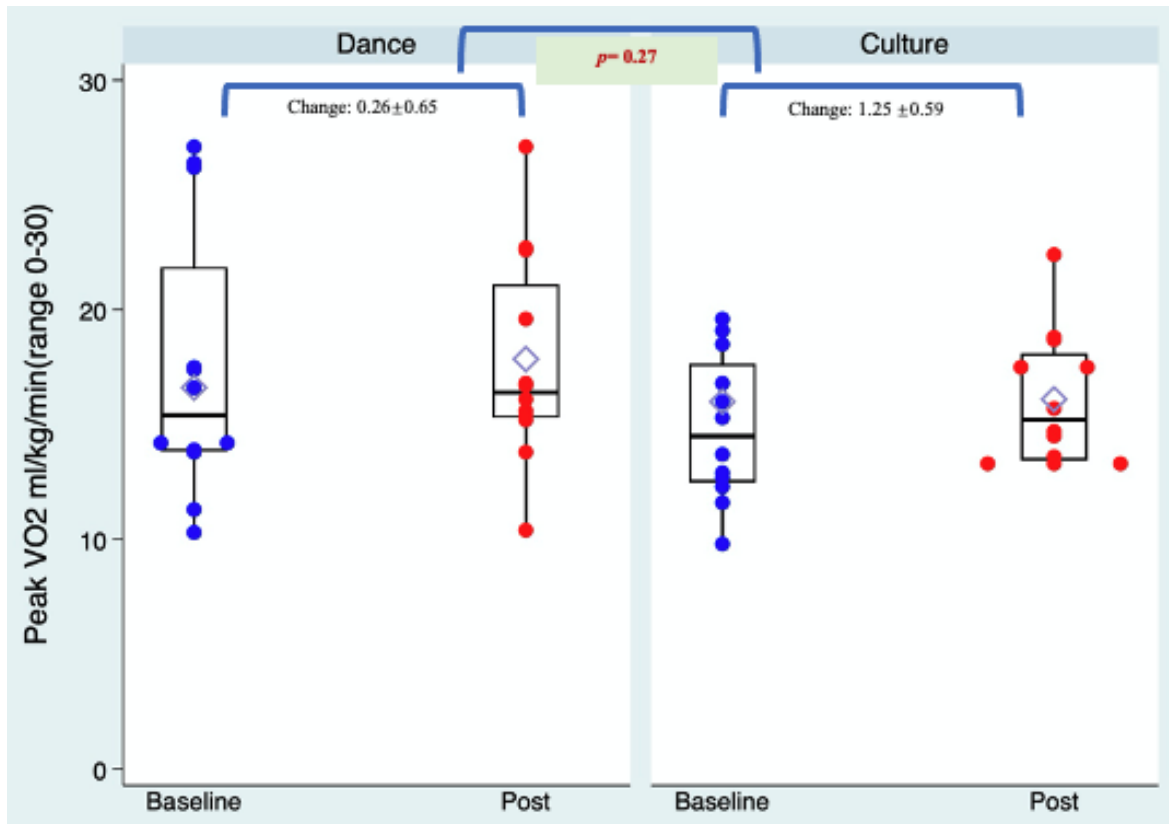 Dance
Culture
p= 0.27
Change: 0.26±0.65
Change: 1.25 ±0.59
Peak VO2 ml/kg/min(range 0-30)
30
20
10
0
Baseline
Post
Baseline
Post